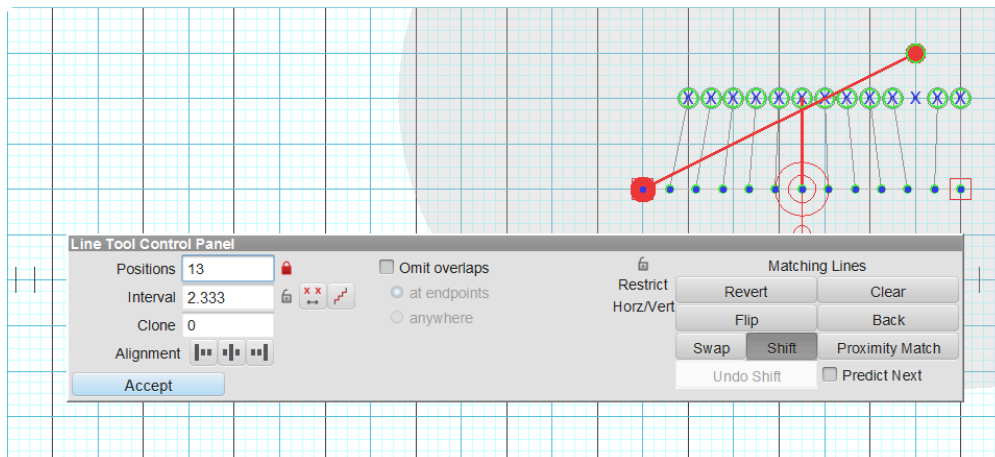 X X X X X X X X X X X X X
Line Tool Control Panel
Positions 13
Interval 2.333
X X
Clone 0
Alignment
Accept
Omit overlaps
at endpoints
anywhere
Restrict
Horz/Vert
Matching Lines
Revert Clear
Flip Back
Swap Shift Proximity Match
Undo Shift Predict Next